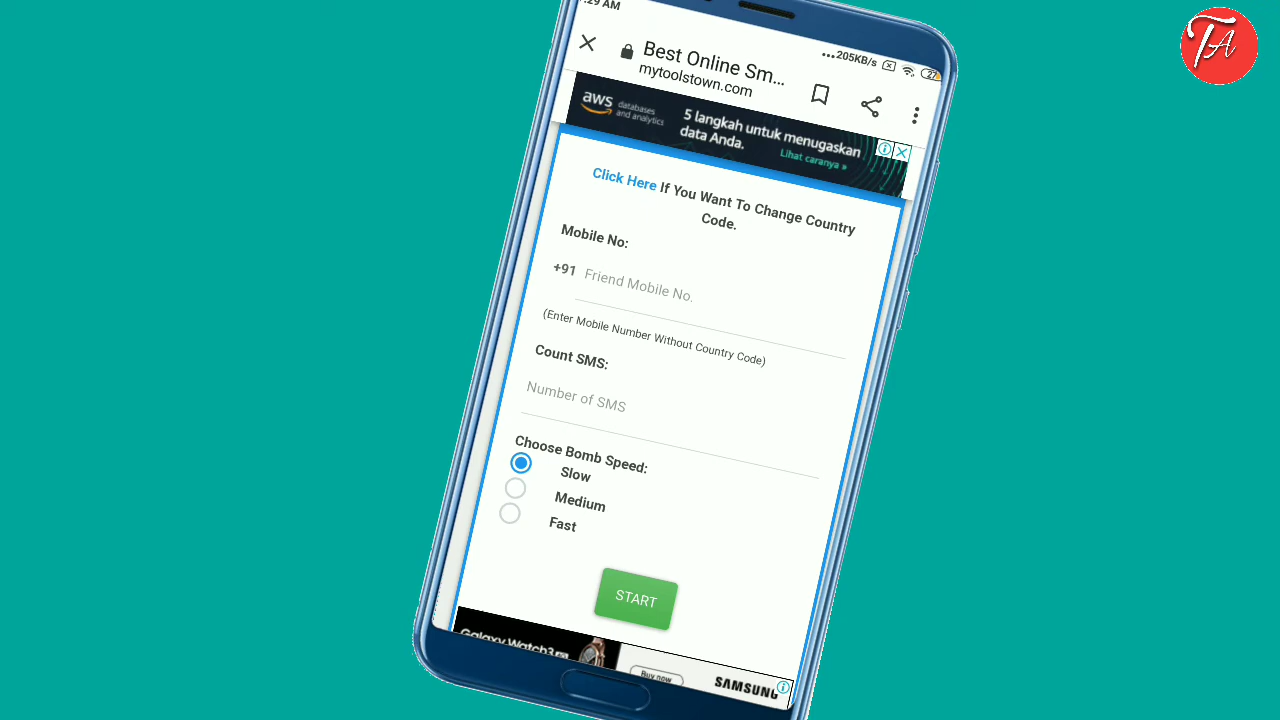 :29 AM
205KB/s
27
Best Online Sm...
mytoolstown.com
TA
aws databases and analytics
5 langkah untuk menugaskan
data Anda.
Lihat caranya »
Click Here If You Want To Change Country
Code.
Mobile No:
+91 Friend Mobile No.
(Enter Mobile Number Without Country Code)
Count SMS:
Number of SMS
Choose Bomb Speed:
Slow
Medium
Fast
START
Galaxy Watch3
Buy now
SAMSUNG